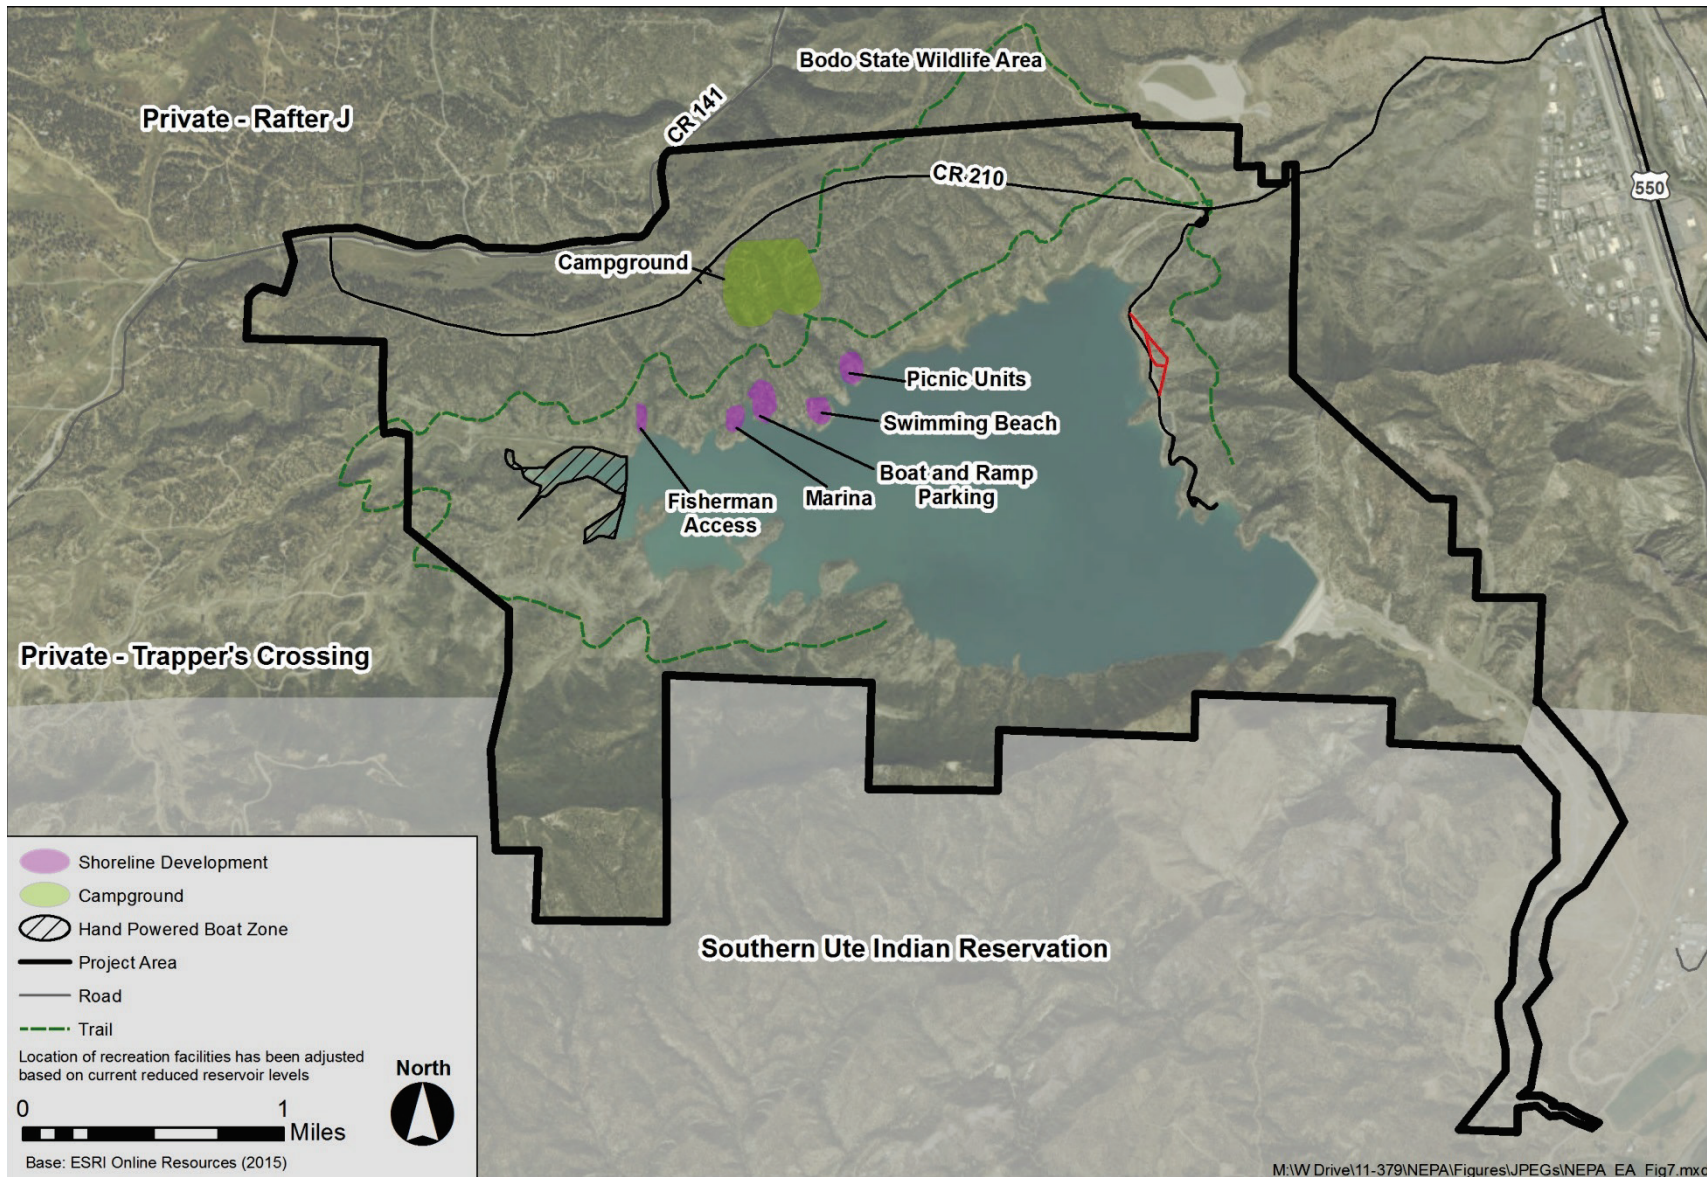 Bodo State Wildlife Area
Private - Rafter J
CR 141
CR 210
550
Campground
Picnic Units
Swimming Beach
Boat and Ramp
Parking
Marina
Fisherman
Access
Private - Trapper's Crossing
Southern Ute Indian Reservation
Shoreline Development
Campground
Hand Powered Boat Zone
Project Area
Road
Trail
Location of recreation facilities has been adjusted
based on current reduced reservoir levels
North
0 1
Miles
Base: ESRI Online Resources (2015)
M:\W Drive\11-379\NEPA\Figures\JPEGs\NEPA_EA_Fig7.mxd